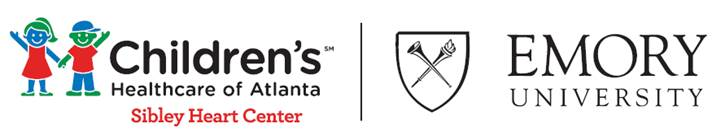 Children's℠
Healthcare of Atlanta
Sibley Heart Center
EMORY
UNIVERSITY